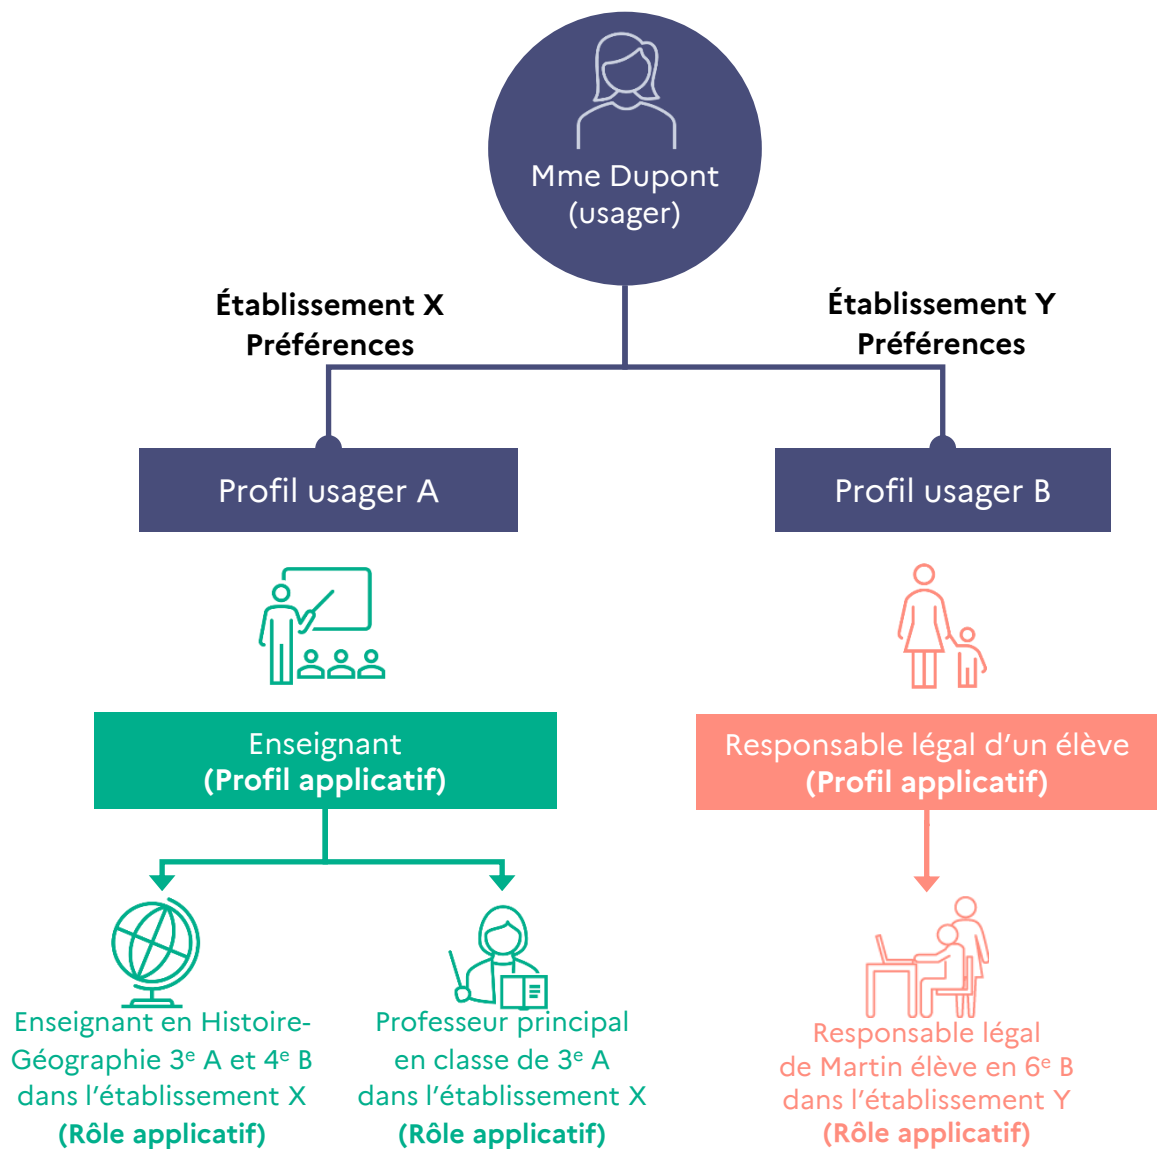 Mme Dupont
(usager)
Établissement X
Préférences
Établissement Y
Préférences
Profil usager A
Profil usager B
Enseignant
(Profil applicatif)
Responsable légal d’un élève
(Profil applicatif)
Enseignant en Histoire-
Géographie 3e A et 4e B
dans l’établissement X
(Rôle applicatif)
Professeur principal
en classe de 3e A
dans l’établissement X
(Rôle applicatif)
Responsable légal
de Martin élève en 6e B
dans l’établissement Y
(Rôle applicatif)